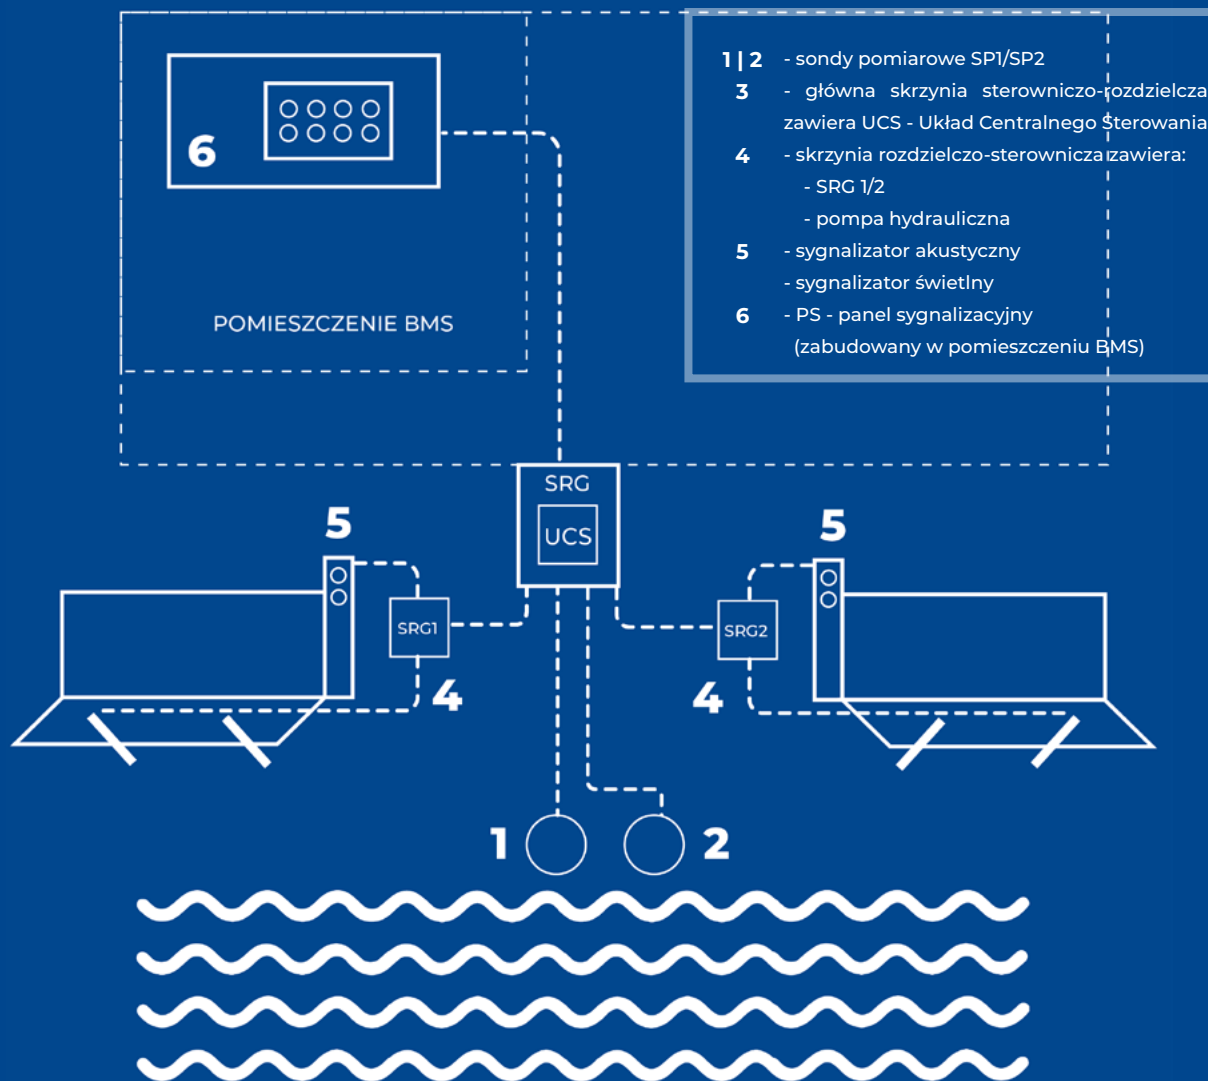 1 | 2 - sondy pomiarowe SP1/SP2
3 - główna skrzynia sterowniczo-rozdzielcza
zawiera UCS - Układ Centralnego Sterowania
4 - skrzynia rozdzielczo-sterownicza zawiera:
- SRG 1/2
- pompa hydrauliczna
5 - sygnalizator akustyczny
- sygnalizator świetlny
6 - PS - panel sygnalizacyjny
(zabudowany w pomieszczeniu BMS)
6
POMIESZCZENIE BMS
SRG
UCS
5
5
SRG1
SRG2
4
4
1
2